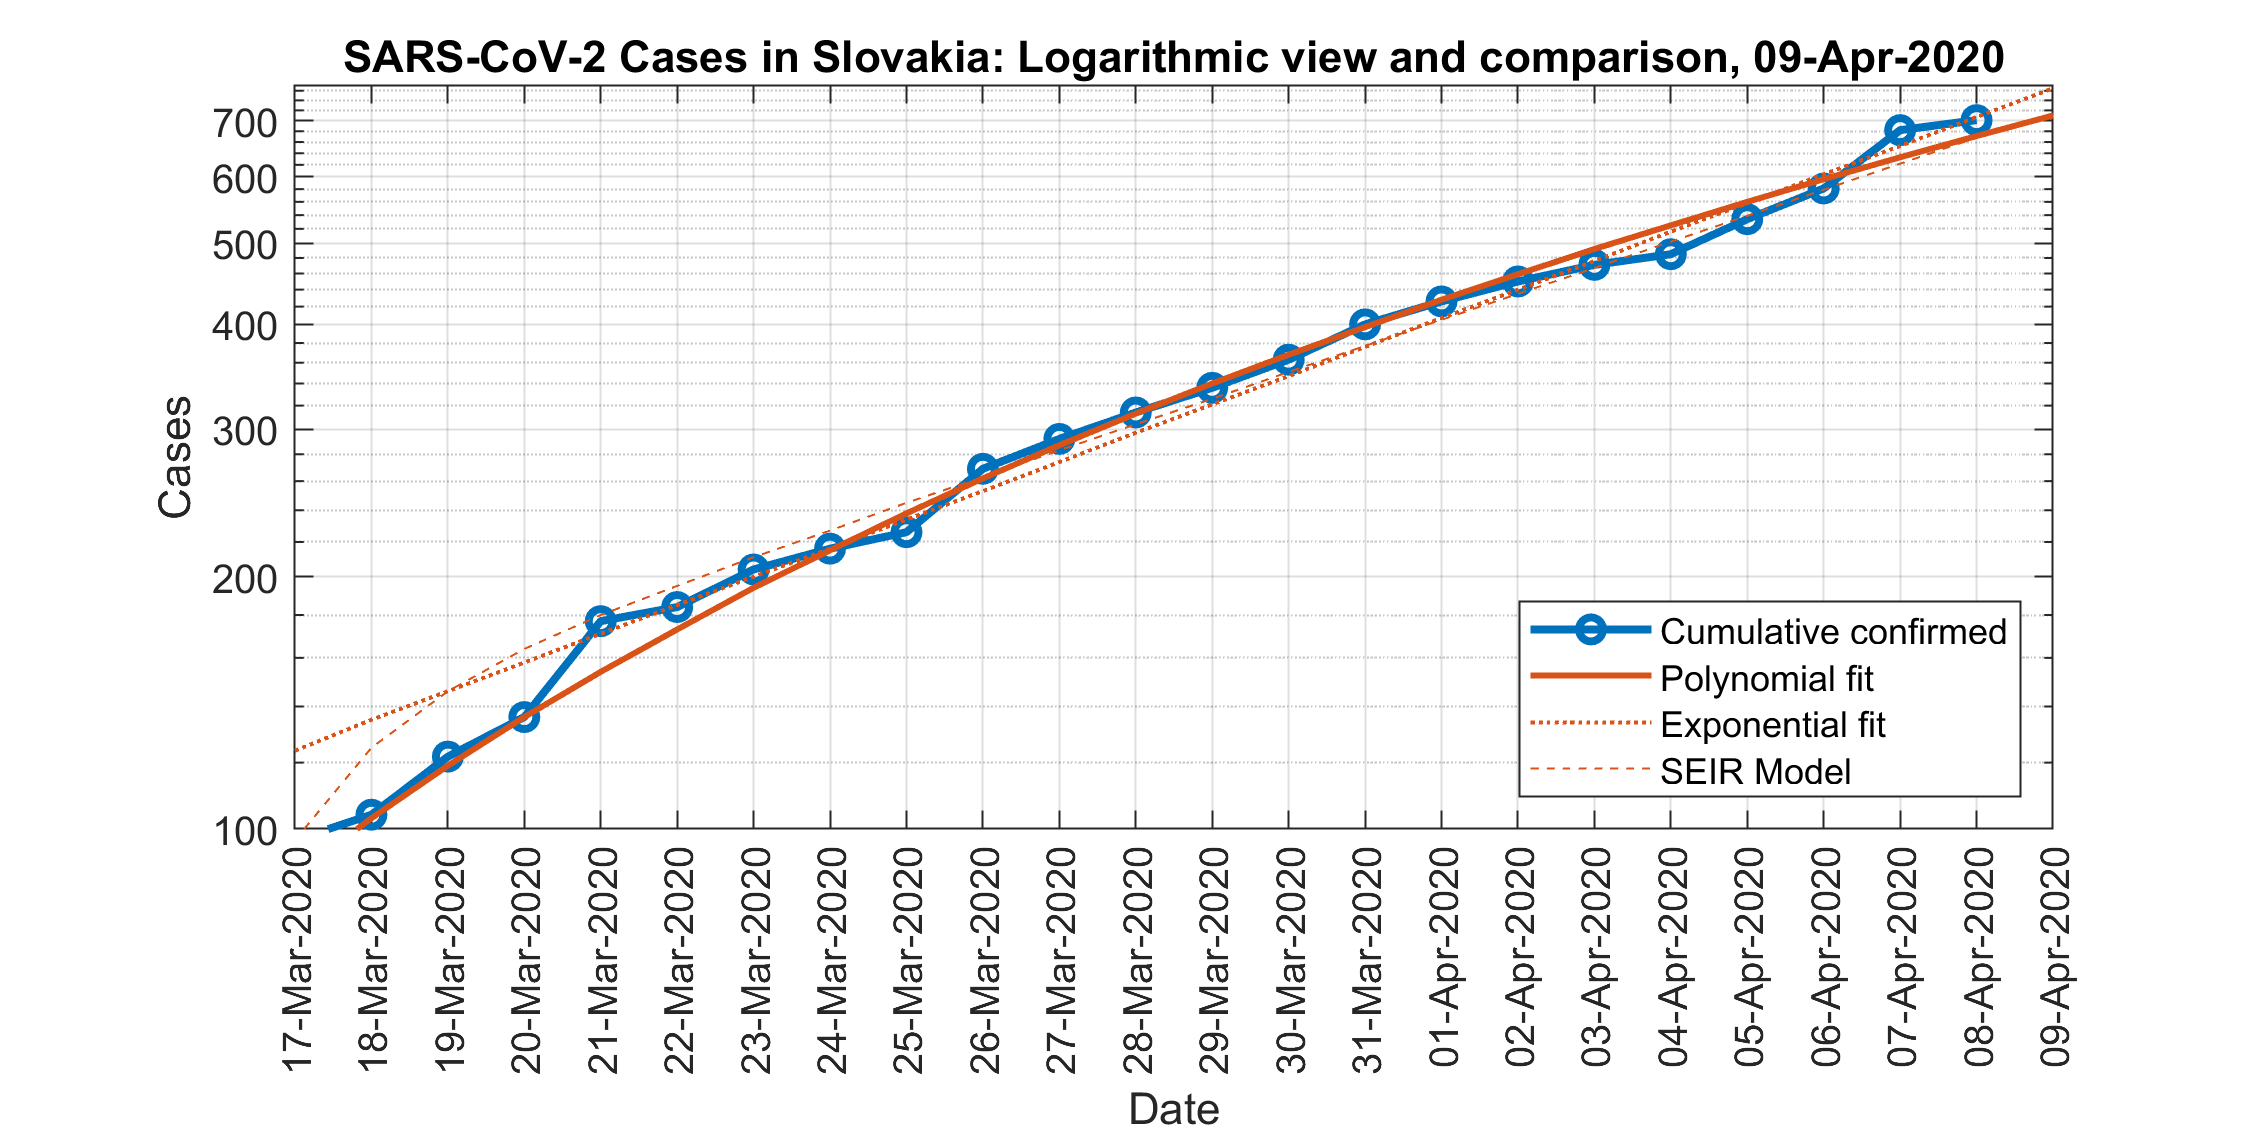 SARS-CoV-2 Cases in Slovakia: Logarithmic view and comparison, 09-Apr-2020
700
600
500
400
300
200
100
Cases
17-Mar-2020
18-Mar-2020
19-Mar-2020
20-Mar-2020
21-Mar-2020
22-Mar-2020
23-Mar-2020
24-Mar-2020
25-Mar-2020
26-Mar-2020
27-Mar-2020
28-Mar-2020
29-Mar-2020
30-Mar-2020
31-Mar-2020
01-Apr-2020
02-Apr-2020
03-Apr-2020
04-Apr-2020
05-Apr-2020
06-Apr-2020
07-Apr-2020
08-Apr-2020
09-Apr-2020
Date
Cumulative confirmed
Polynomial fit
Exponential fit
SEIR Model